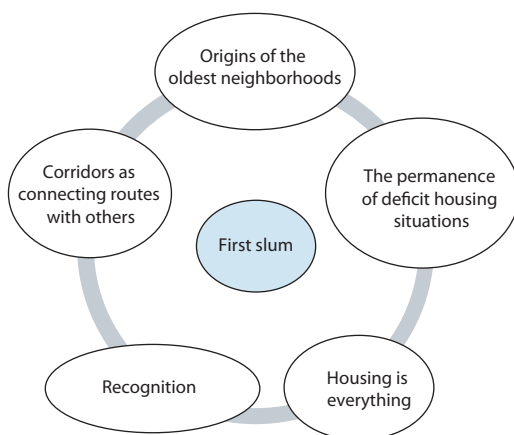 Origins of the
oldest neighborhoods
The permanence
of deficit housing
situations
Housing is
everything
Recognition
Corridors as
connecting routes
with others
First slum